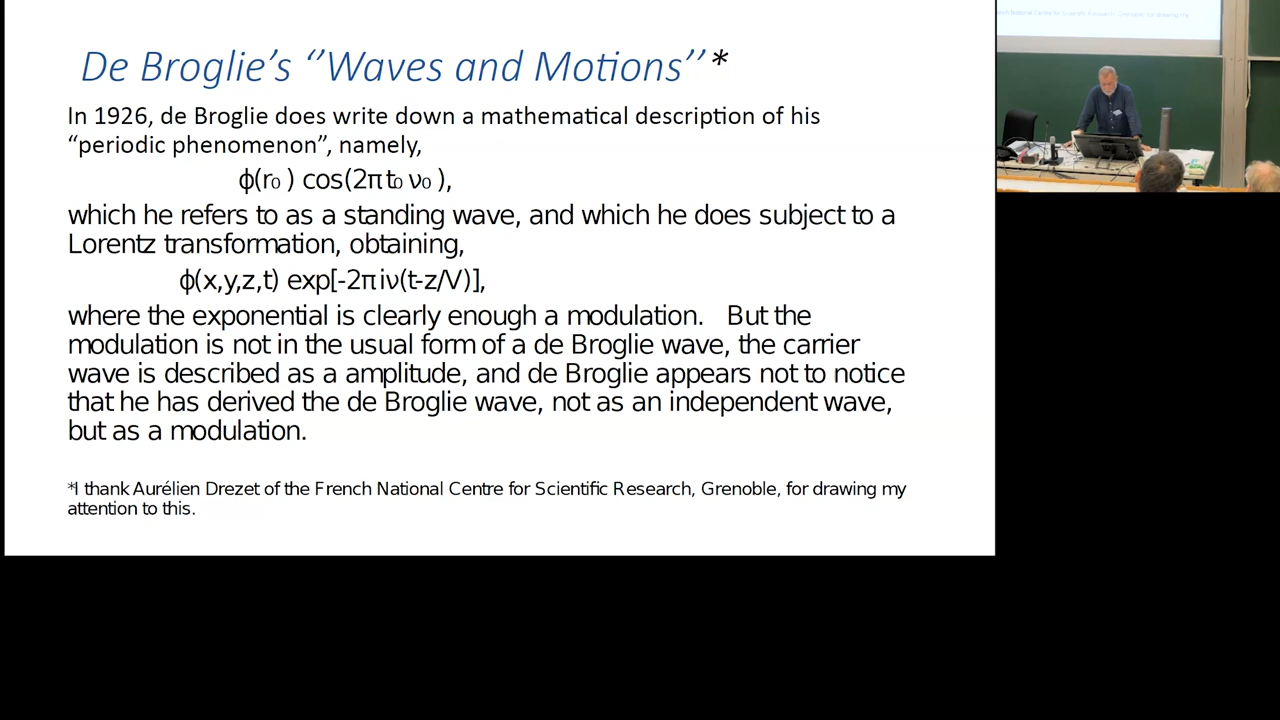 De Broglie’s ‘’Waves and Motions’’*
In 1926, de Broglie does write down a mathematical description of his
“periodic phenomenon”, namely,
ϕ(r₀ ) cos(2π t₀ ν₀ ),
which he refers to as a standing wave, and which he does subject to a
Lorentz transformation, obtaining,
ϕ(x,y,z,t) exp[-2π iν(t-z/V)],
where the exponential is clearly enough a modulation. But the
modulation is not in the usual form of a de Broglie wave, the carrier
wave is described as a amplitude, and de Broglie appears not to notice
that he has derived the de Broglie wave, not as an independent wave,
but as a modulation.
*I thank Aurélien Drezet of the French National Centre for Scientific Research, Grenoble, for drawing my
attention to this.